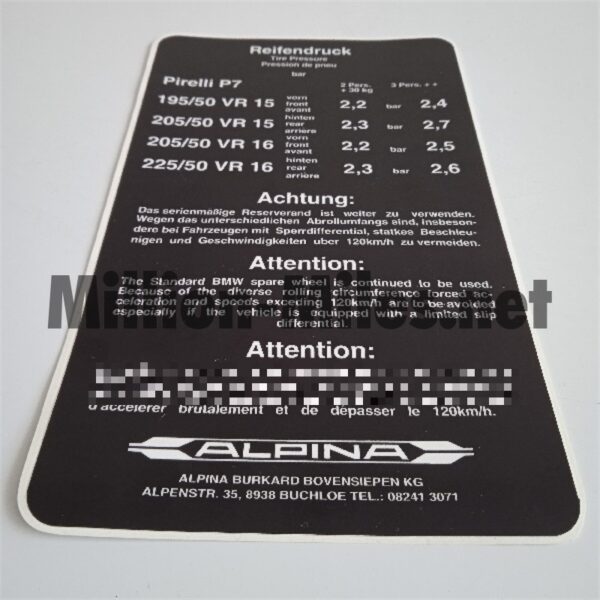 Reifendruck
Tire Pressure
Pression de pneu
bar
Pirelli P7 2 Pers. + 30 kg 3 Pers. + +
195/50 VR 15 vorn front avant 2,2 bar 2,4
205/50 VR 15 hinten rear arriere 2,3 bar 2,7
205/50 VR 16 vorn front avant 2,2 bar 2,5
225/50 VR 16 hinten rear arriere 2,3 bar 2,6
Achtung:
Das serienmäßige Reserverand ist weiter zu verwenden.
Wegen das unterschiedlichen Abrollumfangs sind, insbeson-
dere bei Fahrzeugen mit Sperrdifferential, statkes Beschleu-
nigen und Geschwindigkeiten uber 120km/h zu vermeiden.
Attention:
The Standard BMW spare wheel is continued to be used.
Because of the diverse rolling circumference forced ac-
celeration and speeds exceding 120km/h are to be avoided
especially if the vehicle is equipped with a limited slip
differential.
Attention:
d'accelerer brutalement et de dépasser le 120km/h.
ALPINA
ALPINA BURKARD BOVENSIEPEN KG
ALPENSTR. 35, 8938 BUCHLOE TEL.: 08241 3071